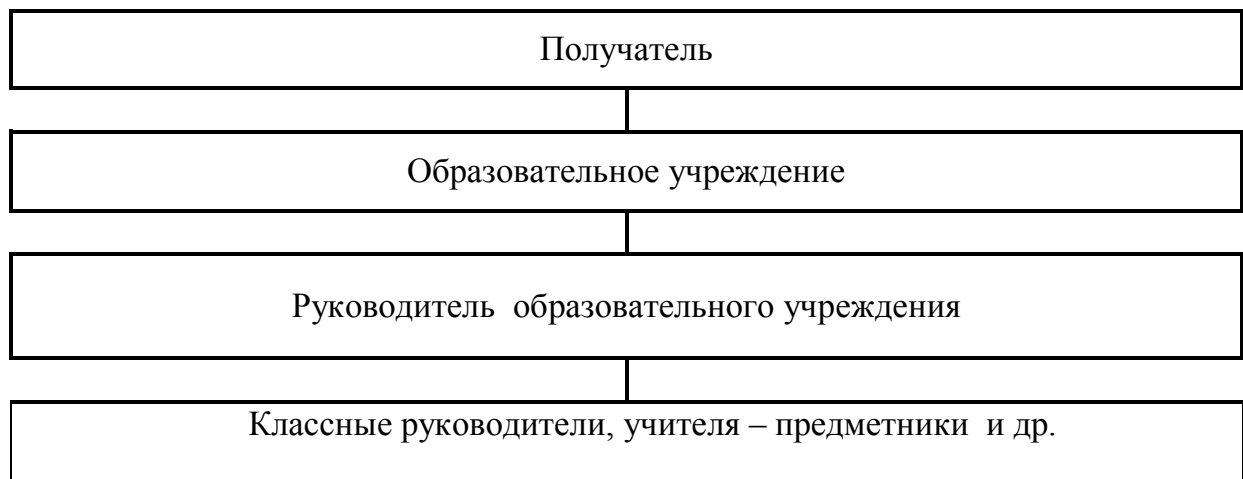 Получатель
Образовательное учреждение
Руководитель образовательного учреждения
Классные руководители, учителя – предметники и др.